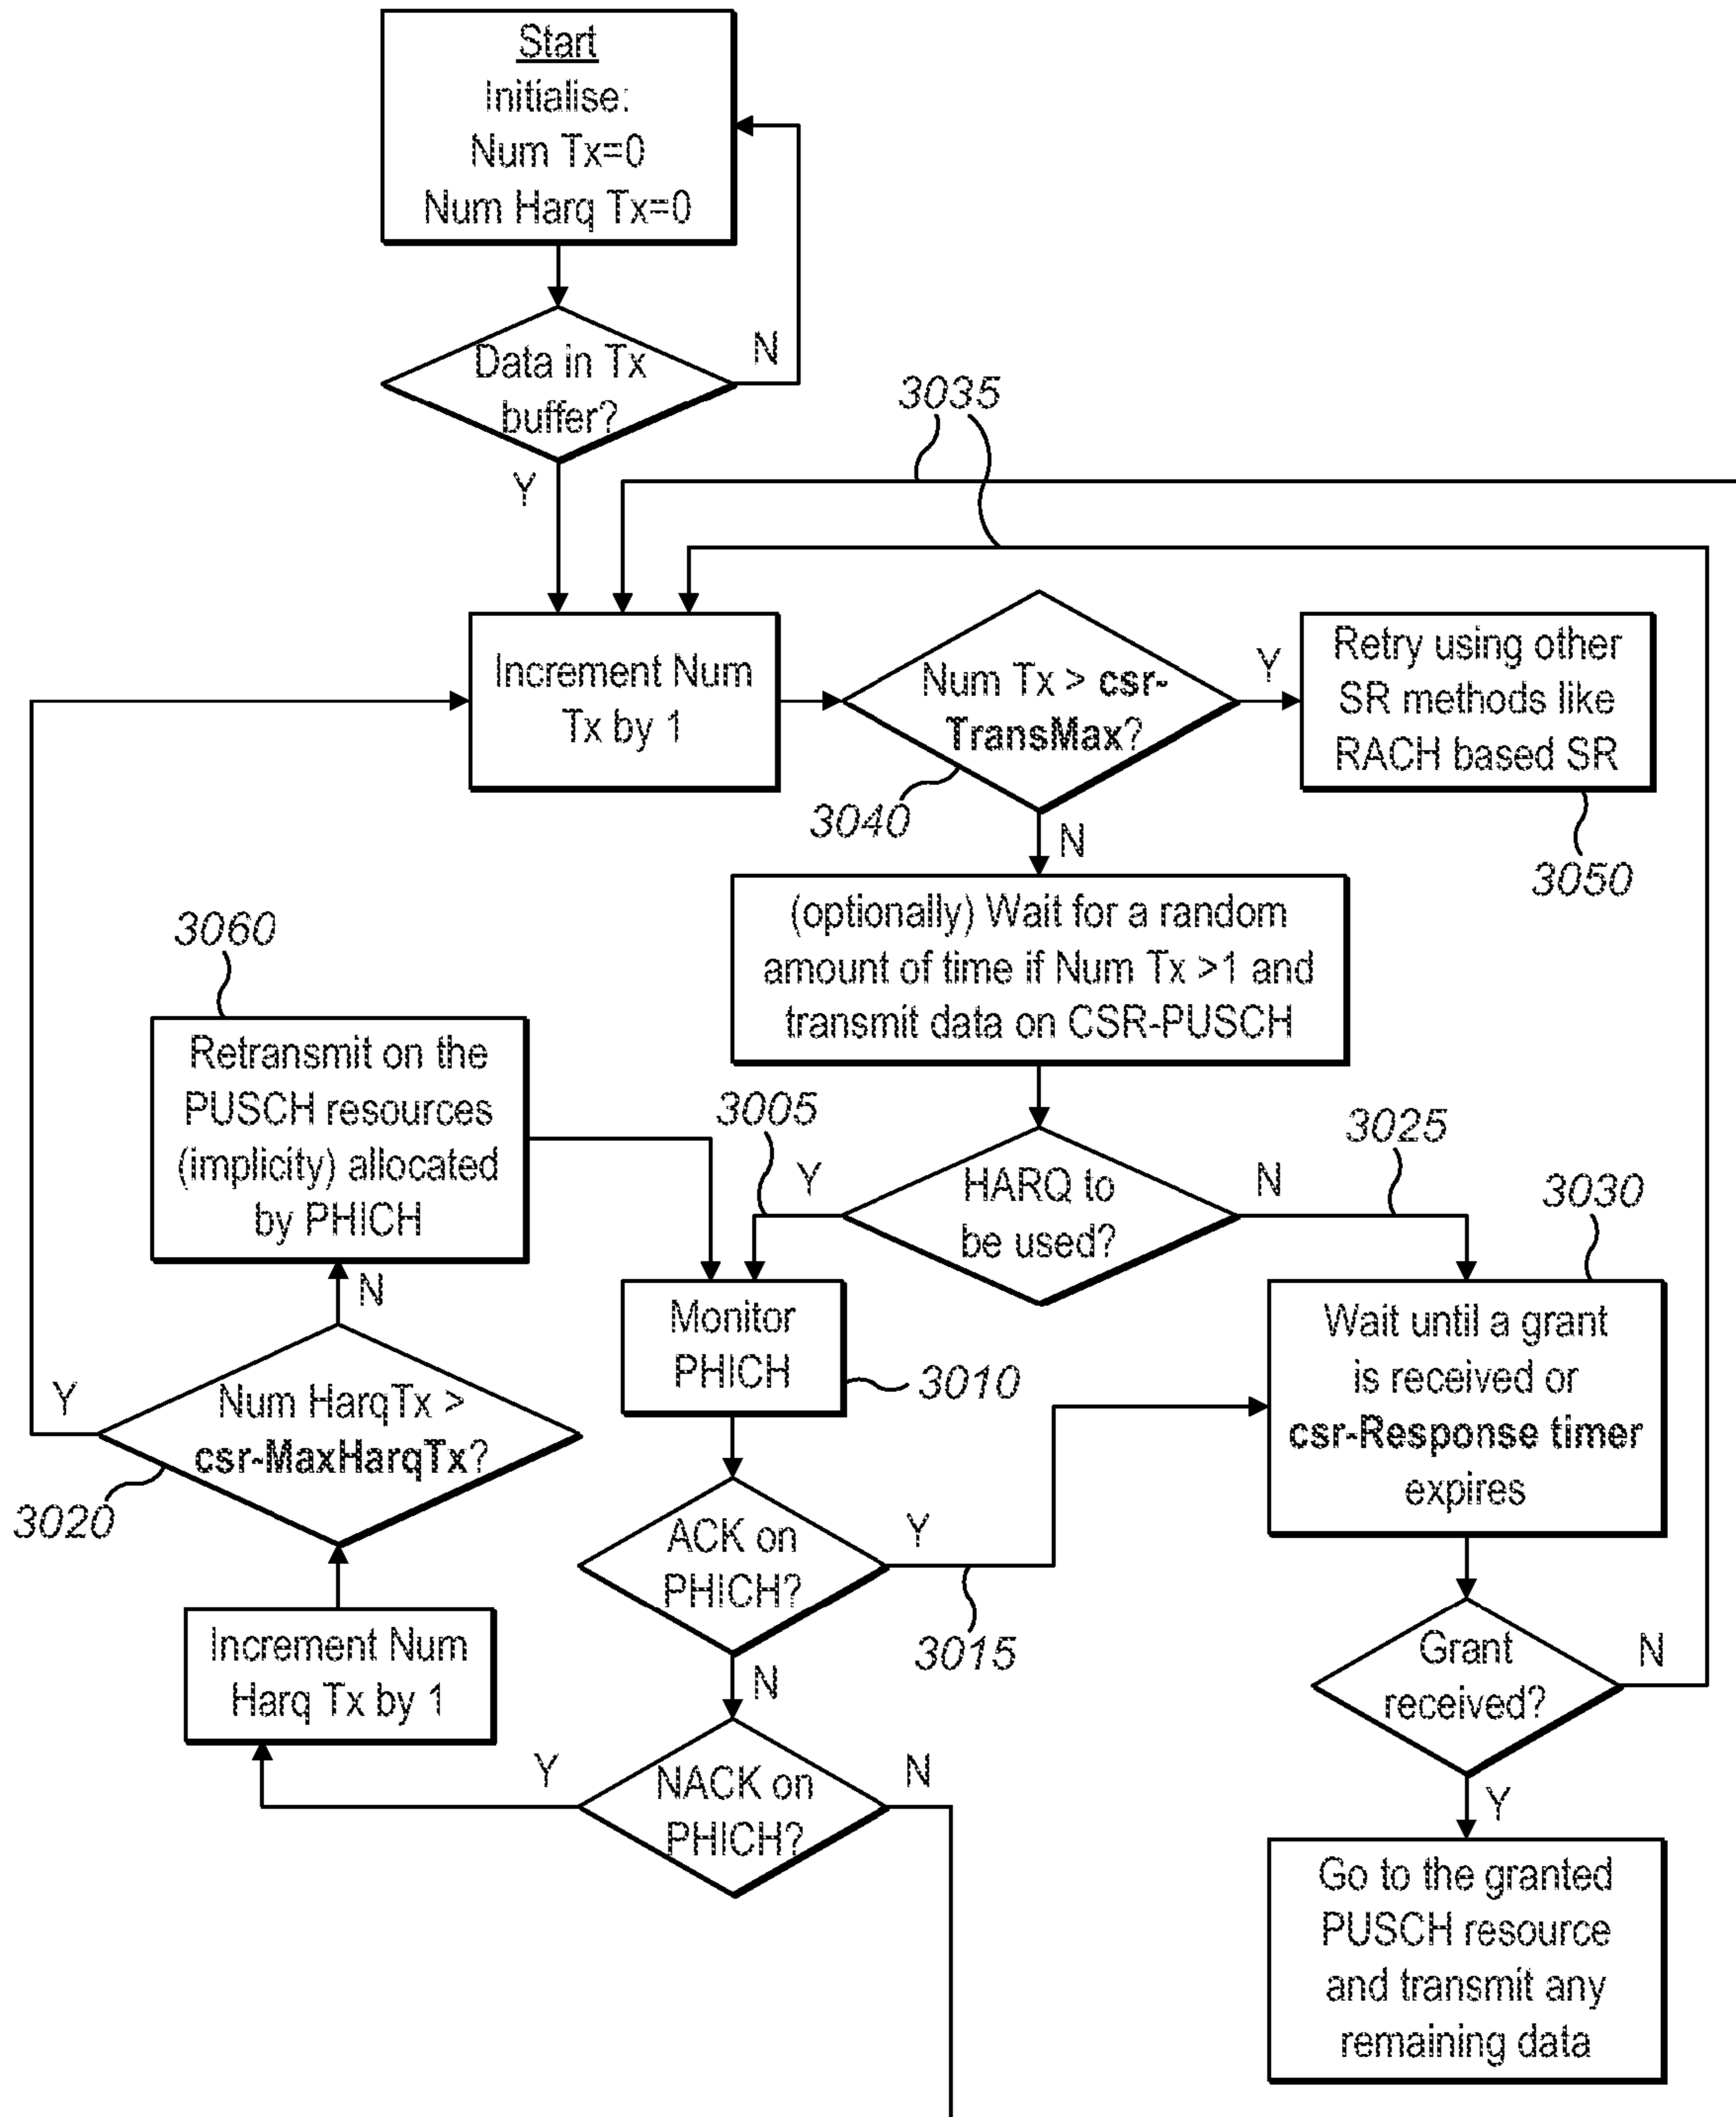 Start
Initialise:
Num Tx=0
Num Harq Tx=0
Data in Tx
buffer?
N
Y
3035
Increment Num
Tx by 1
Num Tx > csr-
TransMax?
Y
N
3040
Retry using other
SR methods like
RACH based SR
3050
(optionally) Wait for a random
amount of time if Num Tx >1 and
transmit data on CSR-PUSCH
3060
Retransmit on the
PUSCH resources
(implicity) allocated
by PHICH
3005
Y
HARQ to
be used?
N
3025
3030
N
Monitor
PHICH
3010
Wait until a grant
is received or
csr-Response timer
expires
Y
Num HarqTx >
csr-MaxHarqTx?
3020
ACK on
PHICH?
Y
3015
N
Increment Num
Harq Tx by 1
Grant
received?
N
Y
Y
NACK on
PHICH?
N
Go to the granted
PUSCH resource
and transmit any
remaining data